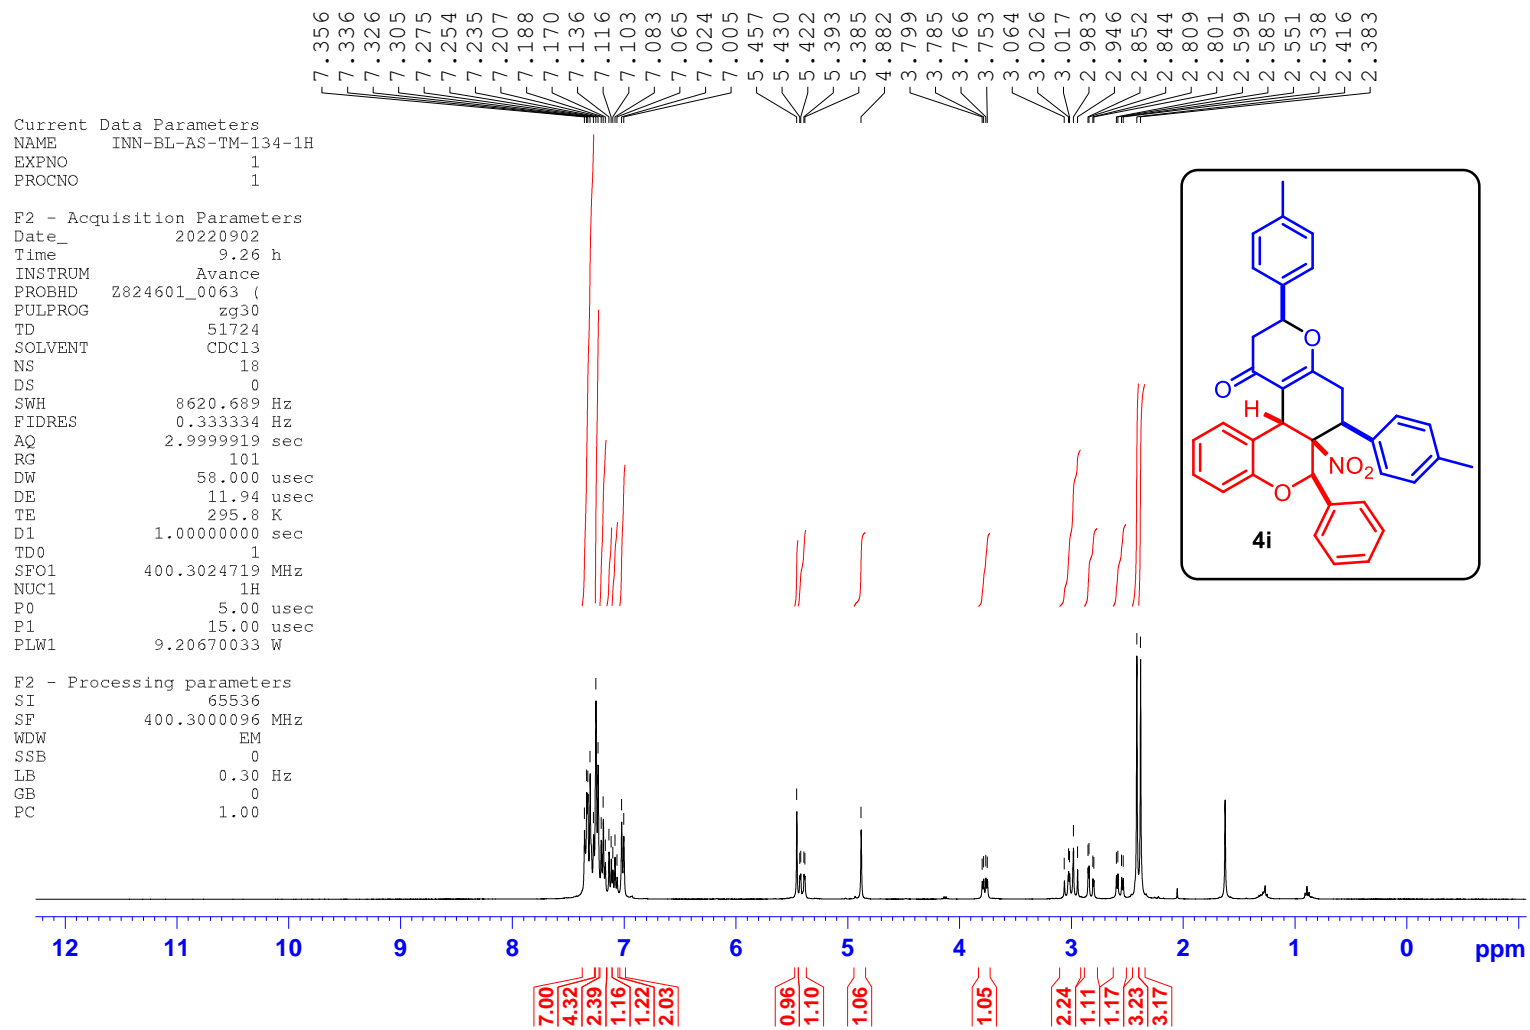 7.356
7.336
7.326
7.305
7.275
7.254
7.235
7.207
7.188
7.170
7.136
7.116
7.103
7.083
7.065
7.024
7.005
5.457
5.430
5.422
5.393
5.385
4.882
3.799
3.785
3.766
3.753
3.064
3.026
3.017
2.983
2.946
2.852
2.844
2.809
2.801
2.599
2.585
2.551
2.538
2.416
2.383
Current Data Parameters
NAME INN-BL-AS-TM-134-1H
EXPNO 1
PROCNO 1
F2 - Acquisition Parameters
Date_ 20220902
Time 9.26 h
INSTRUM Avance
PROBHD Z824601_0063 (
PULPROG zg30
TD 51724
SOLVENT CDCl3
NS 18
DS 0
SWH 8620.689 Hz
FIDRES 0.333334 Hz
AQ 2.9999919 sec
RG 101
DW 58.000 usec
DE 11.94 usec
TE 295.8 K
D1 1.00000000 sec
TD0 1
SFO1 400.3024719 MHz
NUC1 1H
P0 5.00 usec
P1 15.00 usec
PLW1 9.20670033 W
F2 - Processing parameters
SI 65536
SF 400.3000096 MHz
WDW EM
SSB 0
LB 0.30 Hz
GB 0
PC 1.00
O
O
H
NO2
O
4i
12 11 10 9 8 7 6 5 4 3 2 1 0 ppm
7.00
4.32
2.39
1.16
1.22
2.03
0.96
1.10
1.06
1.05
2.24
1.11
1.17
3.23
3.17